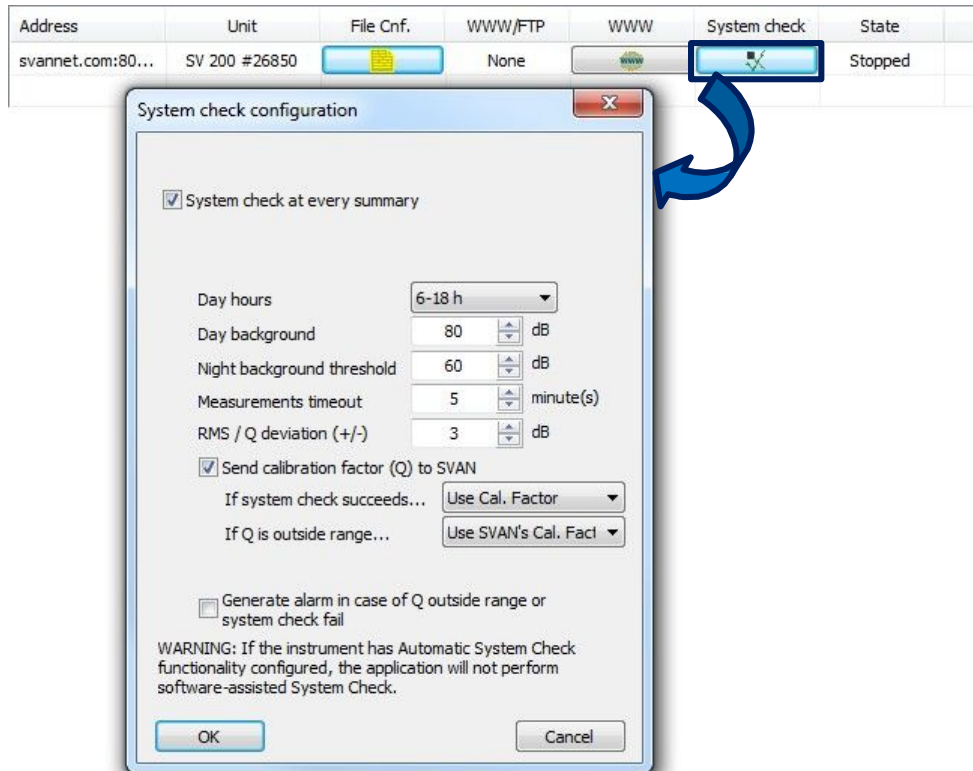 Address Unit File Cnf. WWW/FTP WWW System check State
svannet.com:80... SV 200 #26850 None www Stopped
System check configuration
System check at every summary
Day hours 6-18 h
Day background 80 dB
Night background threshold 60 dB
Measurements timeout 5 minute(s)
RMS / Q deviation (+/-) 3 dB
Send calibration factor (Q) to SVAN
If system check succeeds... Use Cal. Factor
If Q is outside range... Use SVAN's Cal. Fact
Generate alarm in case of Q outside range or
system check fail
WARNING: If the instrument has Automatic System Check
functionality configured, the application will not perform
software-assisted System Check.
OK Cancel